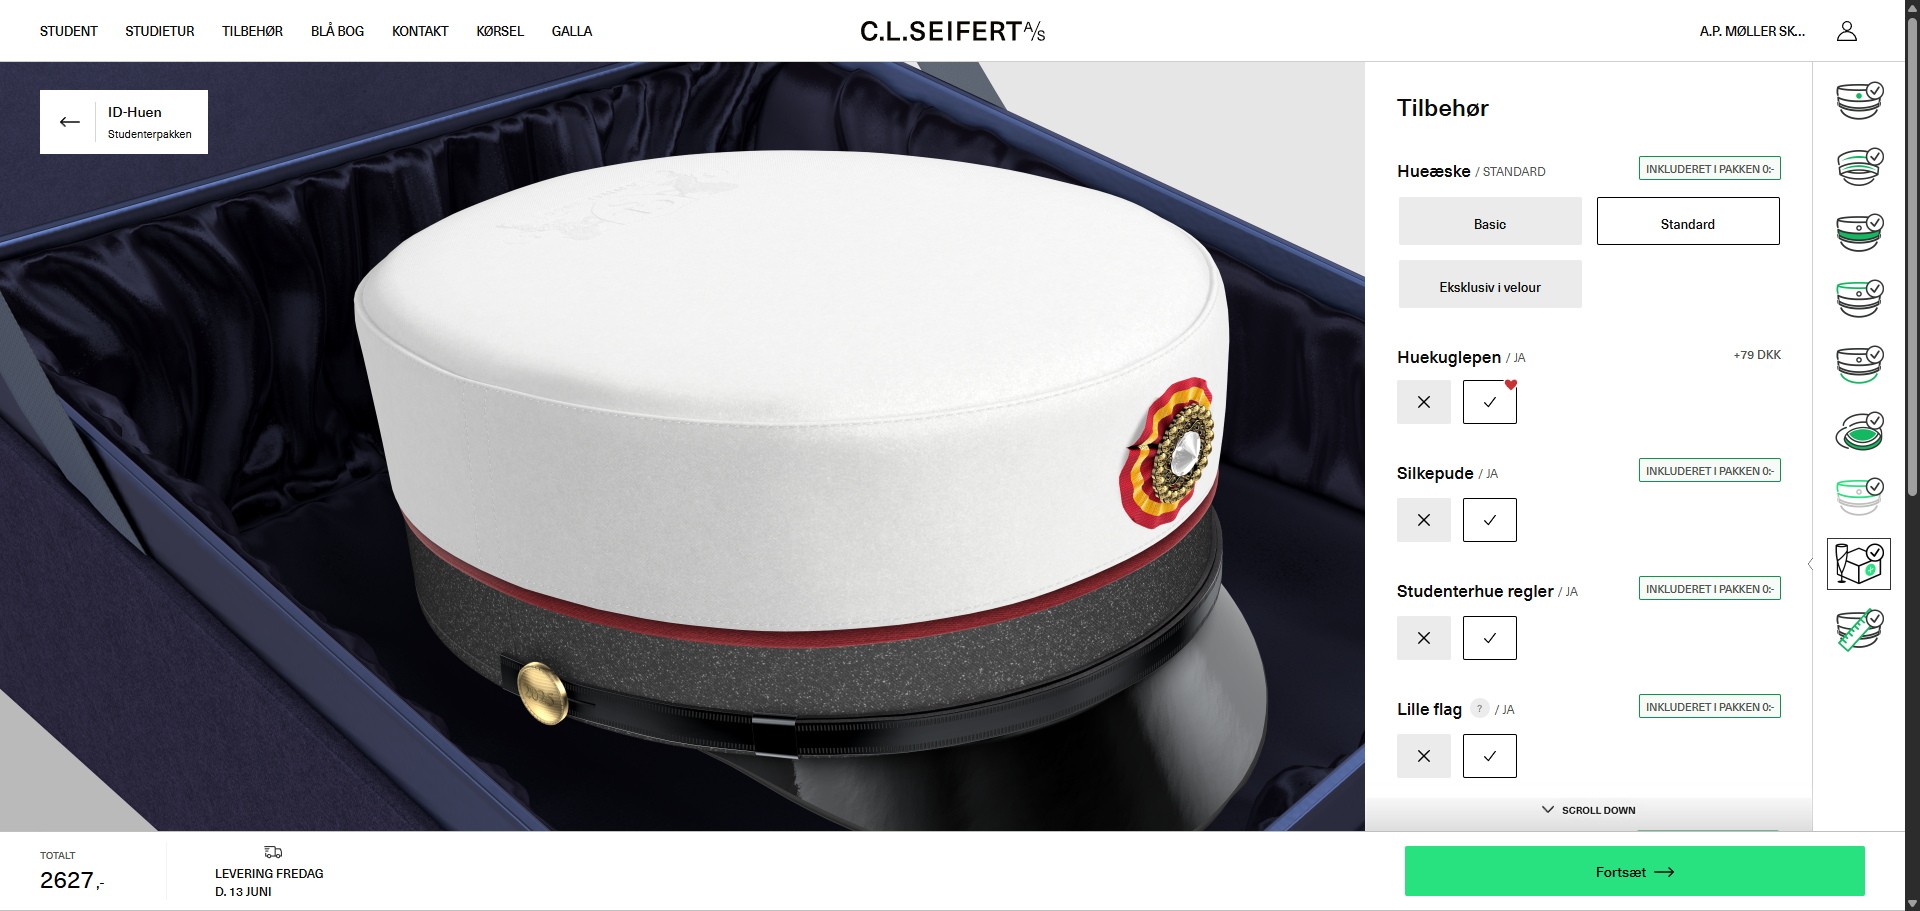 STUDENT STUDIETUR TILBEHØR BLÅ BOG KONTAKT KØRSEL GALLA
C.L.SEIFERT A/S
A.P. MØLLER SK...
ID-Huen
Studenterpakken
2025
Tilbehør
Hueæske / STANDARD INKLUDERET I PAKKEN 0:-
Basic Standard
Eksklusiv i velour
Huekuglepen / JA +79 DKK
Silkepude / JA INKLUDERET I PAKKEN 0:-
Studenterhue regler / JA INKLUDERET I PAKKEN 0:-
Lille flag ? / JA INKLUDERET I PAKKEN 0:-
SCROLL DOWN
TOTALT
2627,-
LEVERING FREDAG
D. 13 JUNI
Fortsæt